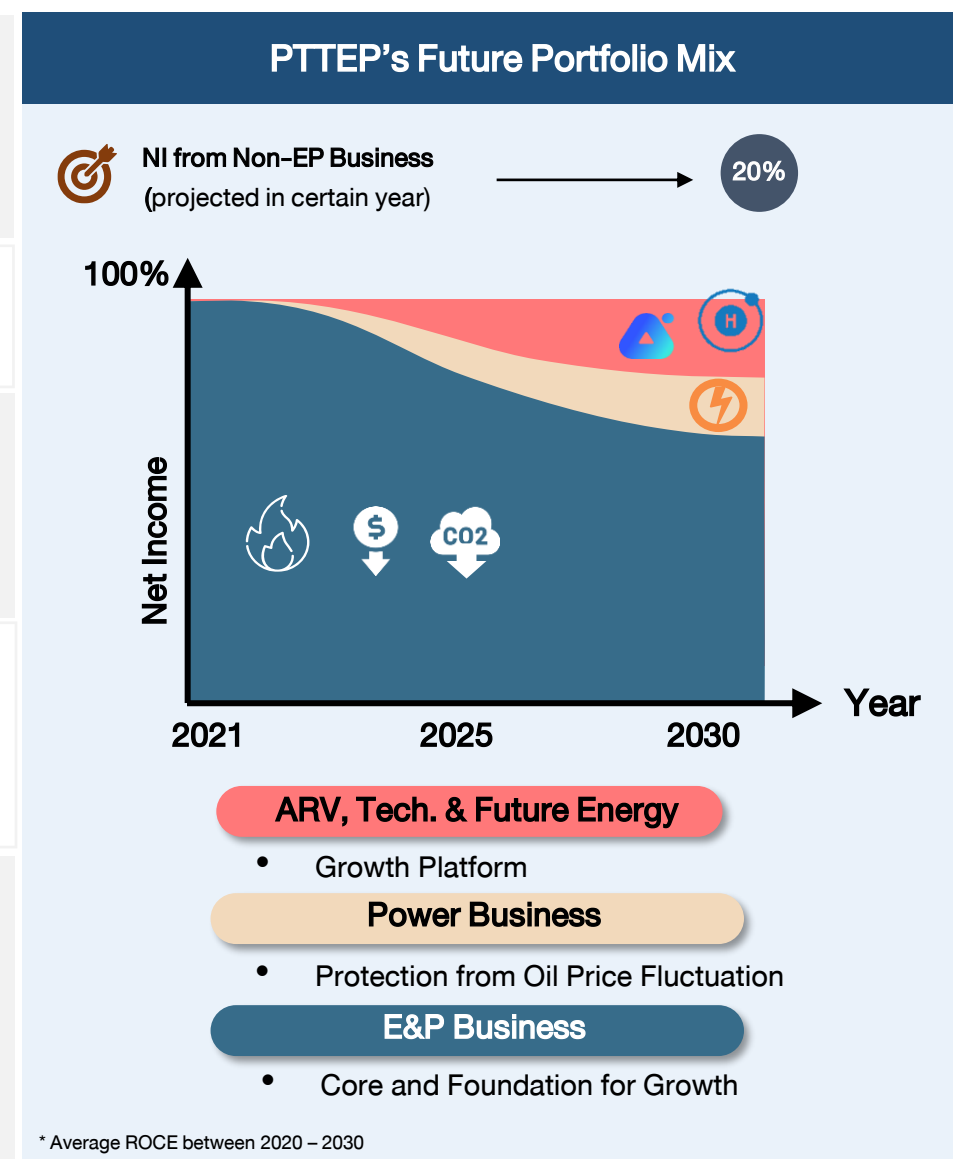 PTTEP’s Future Portfolio Mix
NI from Non-EP Business
(projected in certain year)
20%
100%
H
Net Income
$
CO2
Year
2021
2025
2030
ARV, Tech. & Future Energy
• Growth Platform
Power Business
• Protection from Oil Price Fluctuation
E&P Business
• Core and Foundation for Growth
* Average ROCE between 2020 – 2030